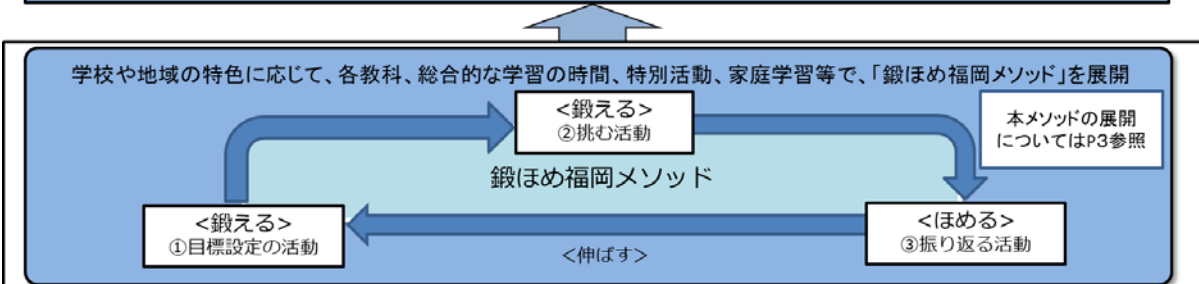 学校や地域の特色に応じて、各教科、総合的な学習の時間、特別活動、家庭学習等で、「鍛ほめ福岡メソッド」を展開
<鍛える>
②挑む活動
本メソッドの展開
についてはP3参照
鍛ほめ福岡メソッド
<鍛える>
①目標設定の活動
<ほめる>
③振り返る活動
<伸ばす>